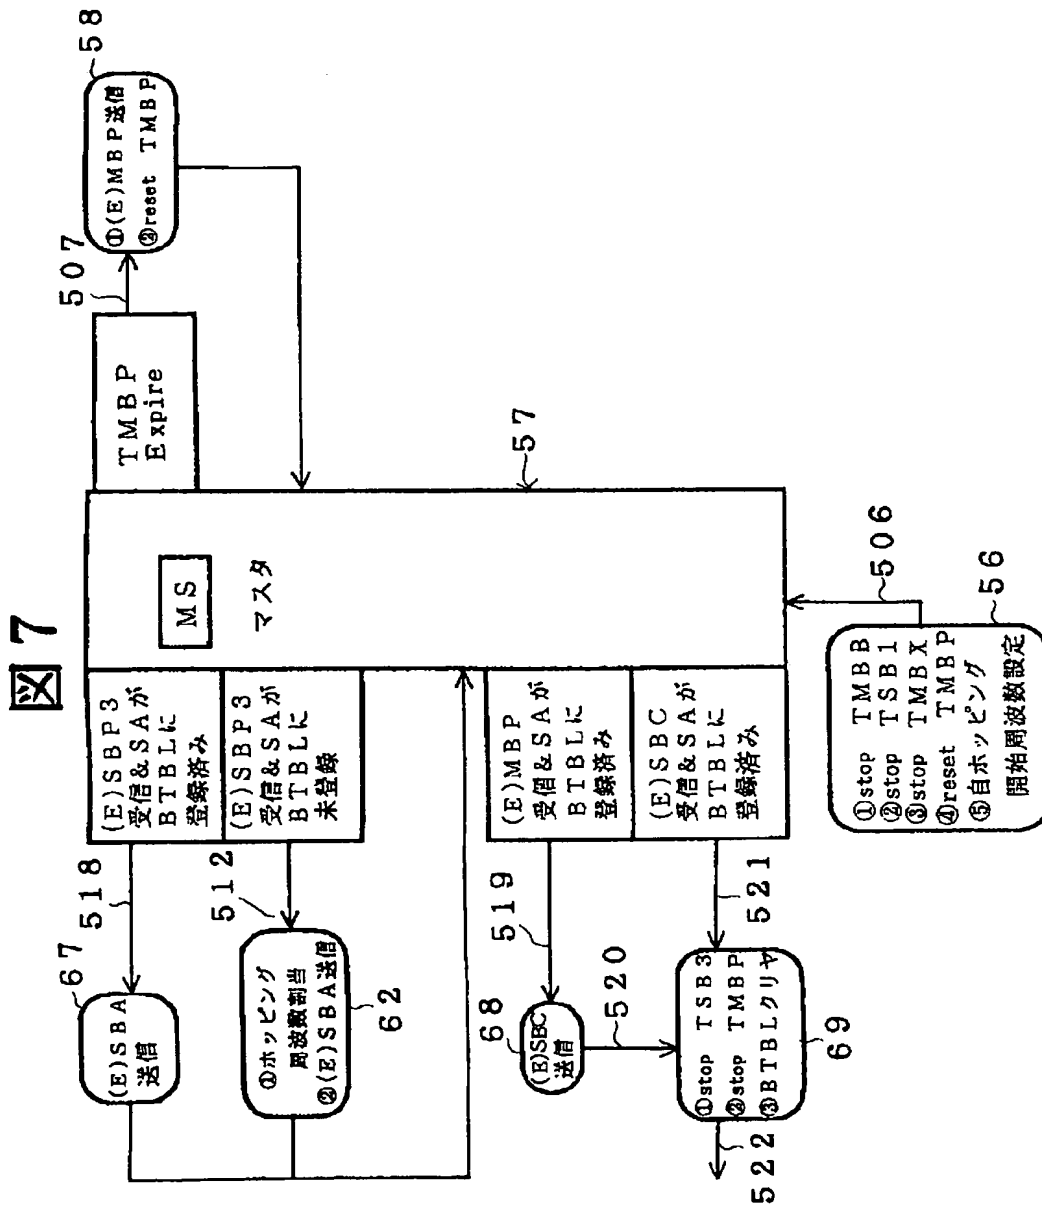 図7
(E)SBP3
受信&SAが
BTBLに
登録済み
(E)SBP3
受信&SAが
BTBLに
未登録
(E)MBP
受信&SAが
BTBLに
登録済み
(E)SBC
受信&SAが
BTBLに
登録済み
MS
マスタ
57
TMBP
Expire
507
①(E)MBP送信
②reset TMBP
58
518
67
(E)SBA
送信
512
①ホッピング
周波数割当
②(E)SBA送信
62
519
68
(E)SBC
送信
520
521
①stop TSB3
②stop TMBP
③BTBLクリヤ
69
522
506
56
①stop TMBB
②stop TSB1
③stop TMBX
④reset TMBP
⑤自ホッピング
開始周波数設定